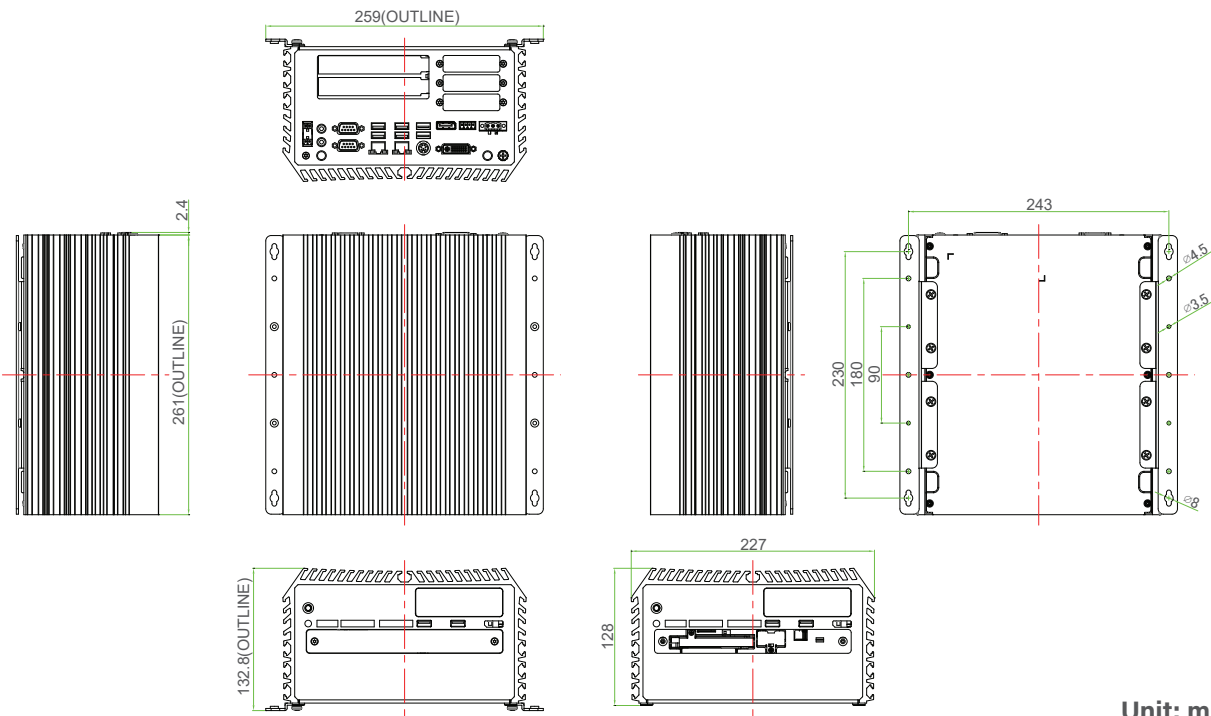 259(OUTLINE)
2.4
261(OUTLINE)
243
⌀4.5
⌀3.5
230
180
90
⌀8
132.8(OUTLINE)
227
128
Unit: m